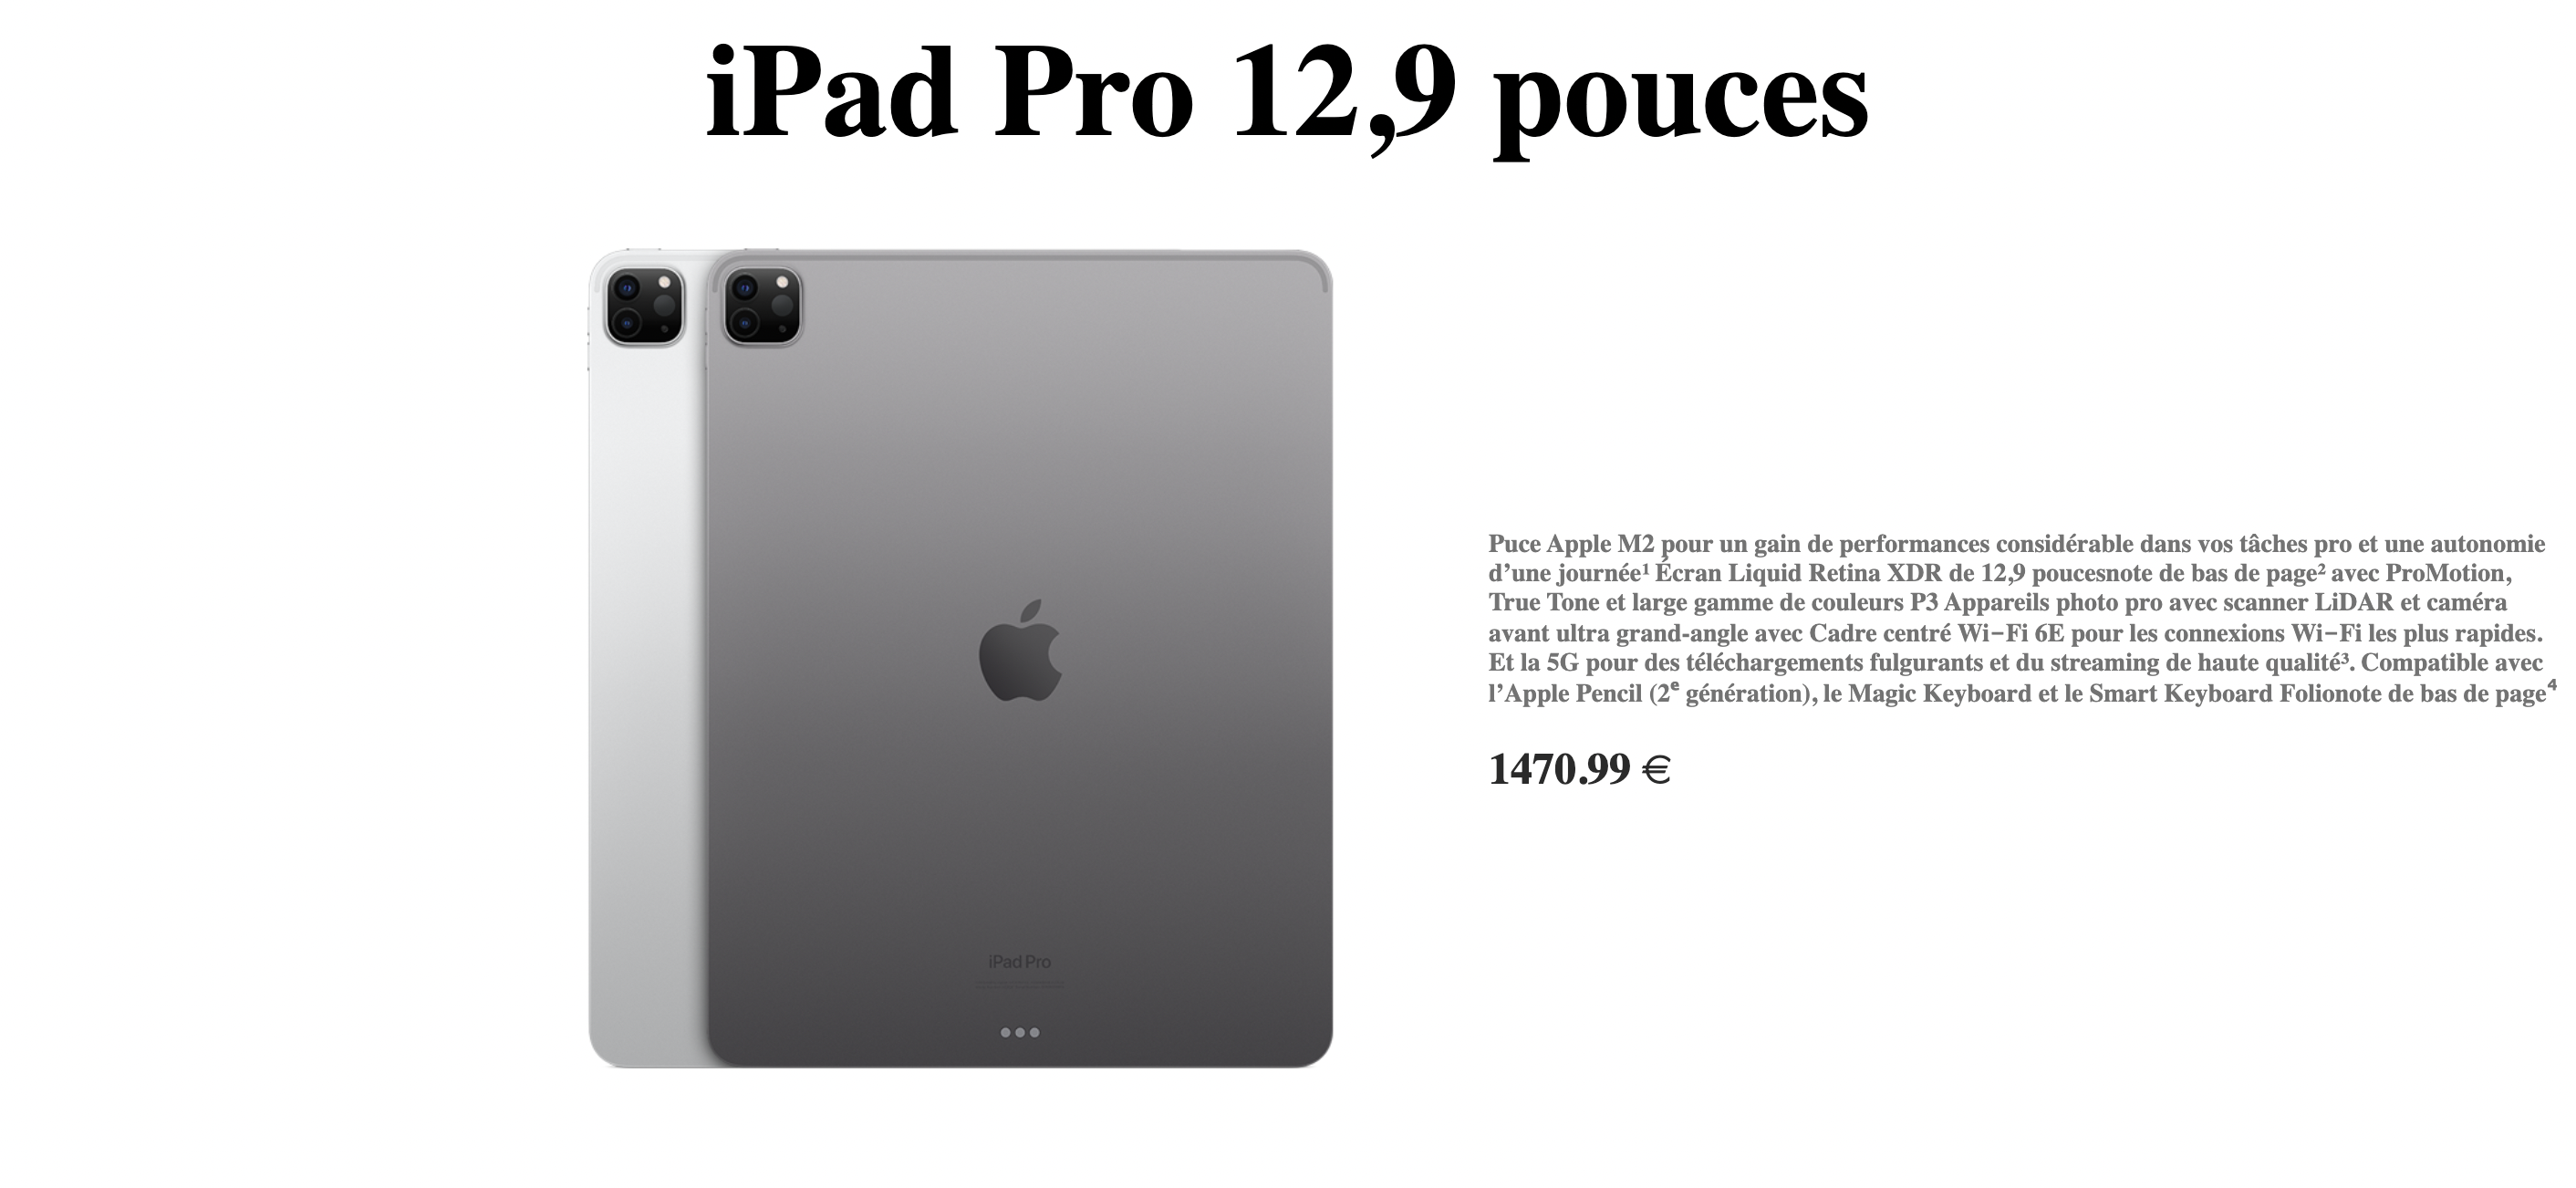 iPad Pro 12,9 pouces
Puce Apple M2 pour un gain de performances considérable dans vos tâches pro et une autonomie
d’une journée¹ Écran Liquid Retina XDR de 12,9 poucesnote de bas de page² avec ProMotion,
True Tone et large gamme de couleurs P3 Appareils photo pro avec scanner LiDAR et caméra
avant ultra grand-angle avec Cadre centré Wi‑Fi 6E pour les connexions Wi‑Fi les plus rapides.
Et la 5G pour des téléchargements fulgurants et du streaming de haute qualité³. Compatible avec
l’Apple Pencil (2ᵉ génération), le Magic Keyboard et le Smart Keyboard Folionote de bas de page⁴
1470.99 €
iPad Pro